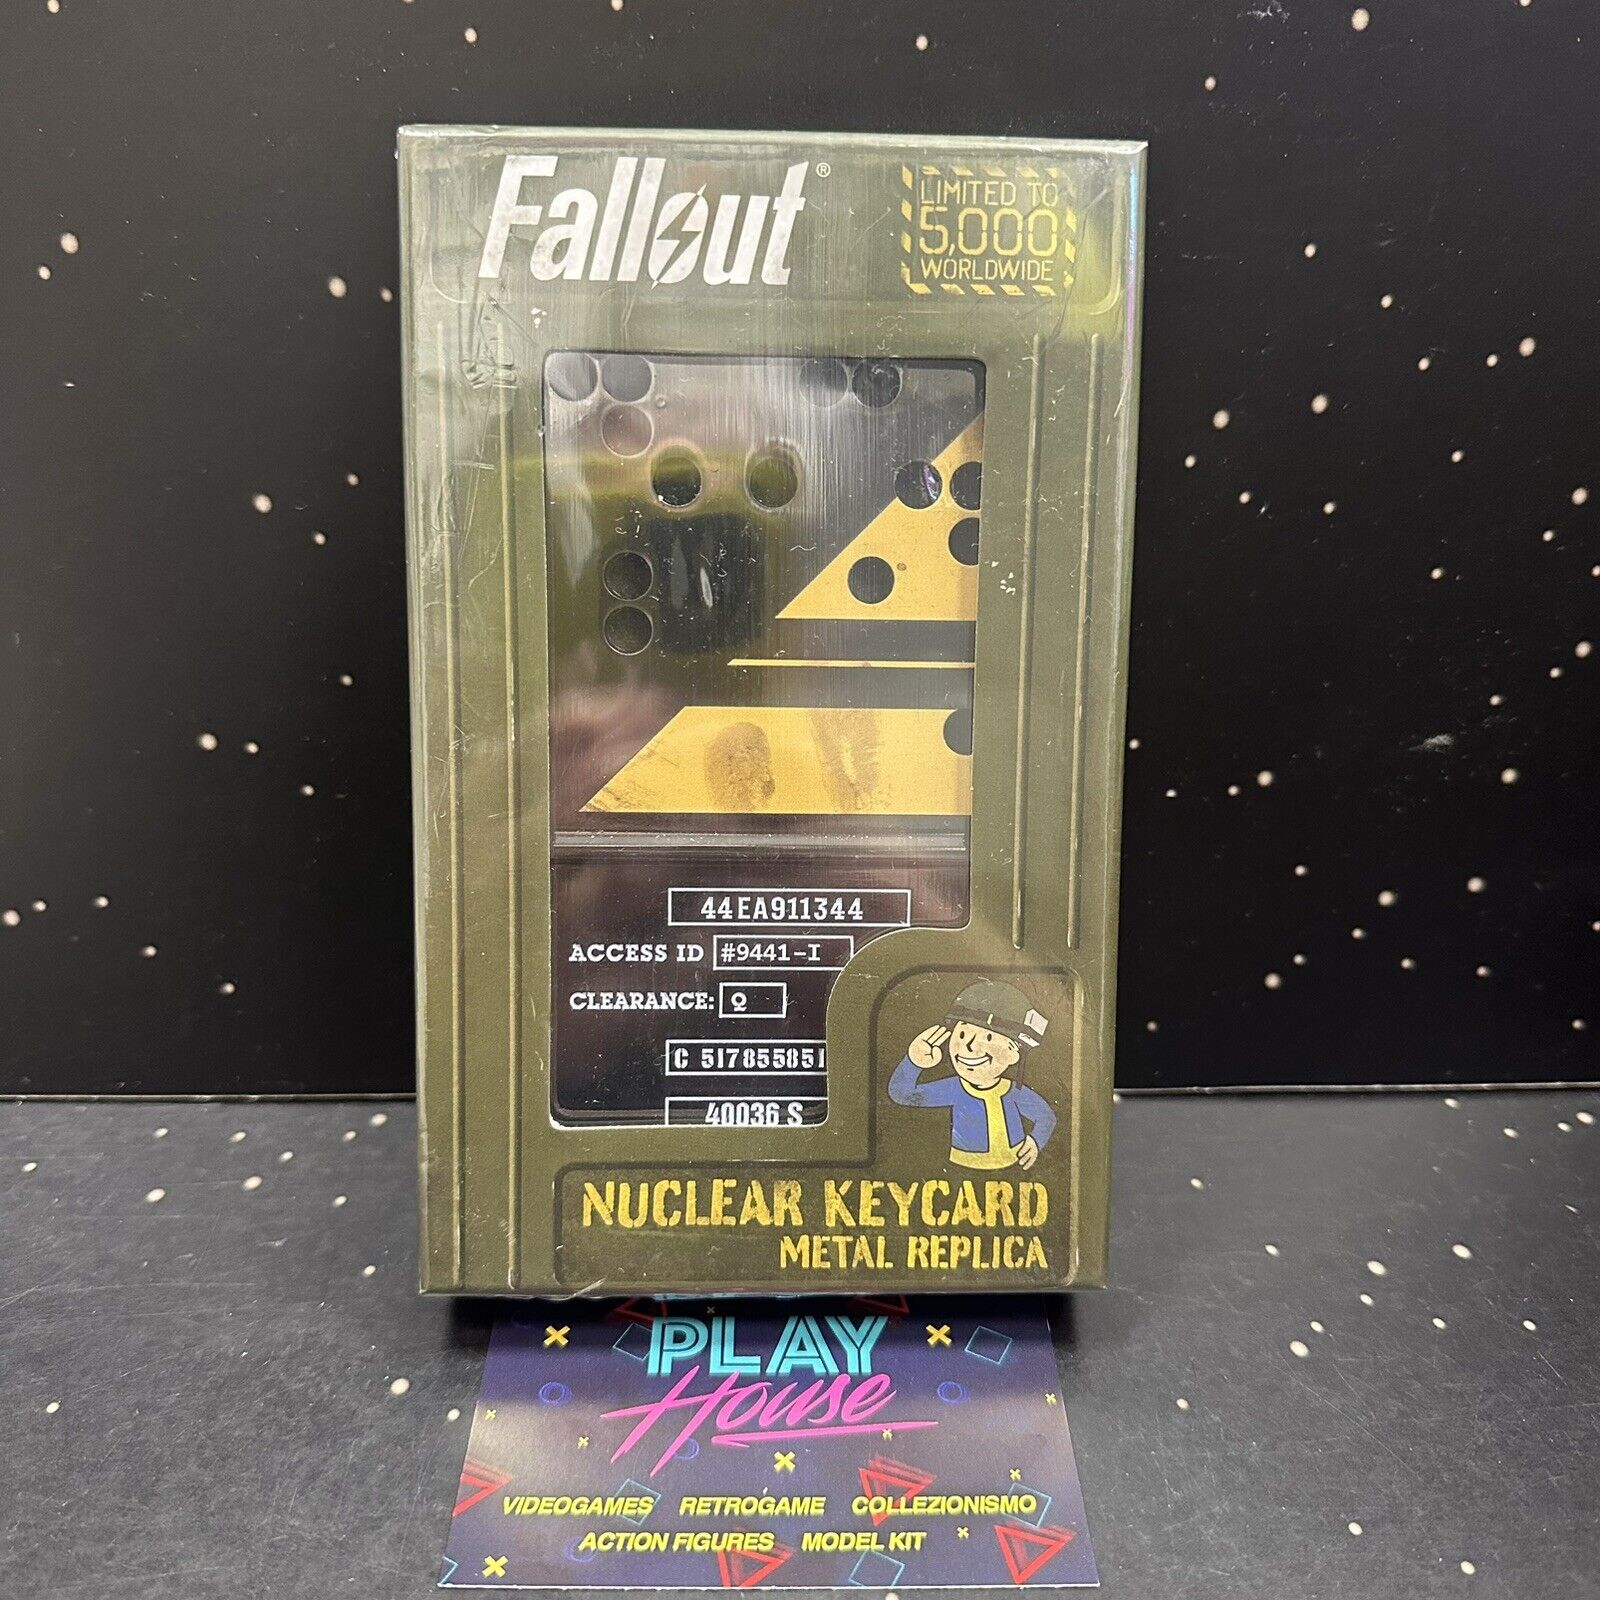 Fallout®
LIMITED TO
5,000
WORLDWIDE
44EA911344
ACCESS ID #9441-I
CLEARANCE: Q
C 517855851
40036 S
NUCLEAR KEYCARD
METAL REPLICA
PLAY
House
VIDEOGAMES RETROGAME COLLEZIONISMO
ACTION FIGURES MODEL KIT